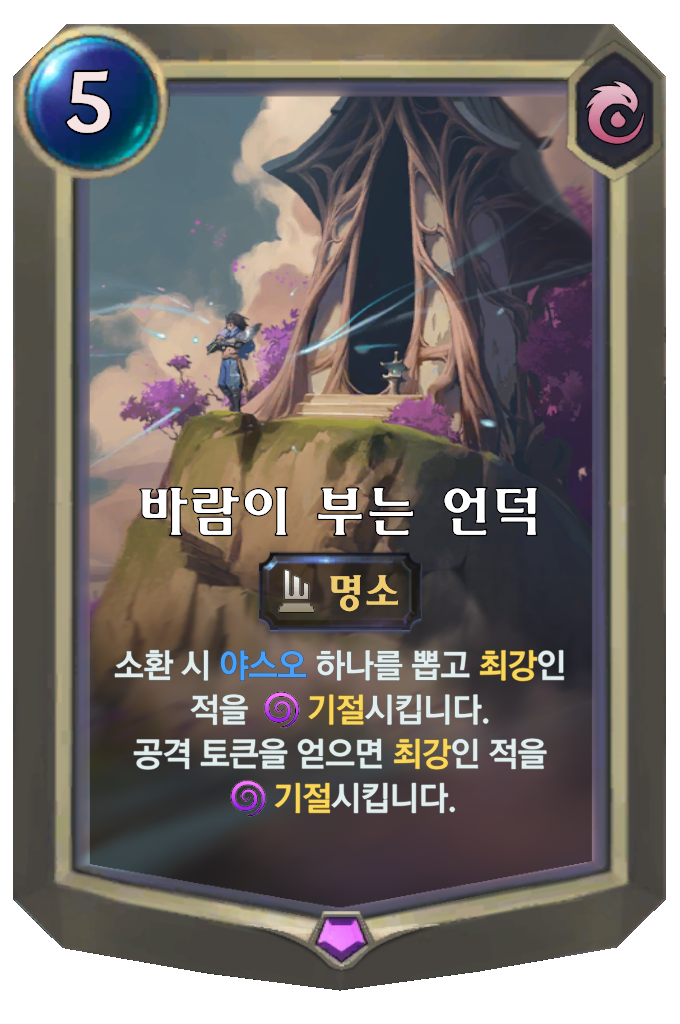 5
바람이 부는 언덕
명소
소환 시 야스오 하나를 뽑고 최강인
적을 기절시킵니다.
공격 토큰을 얻으면 최강인 적을
기절시킵니다.